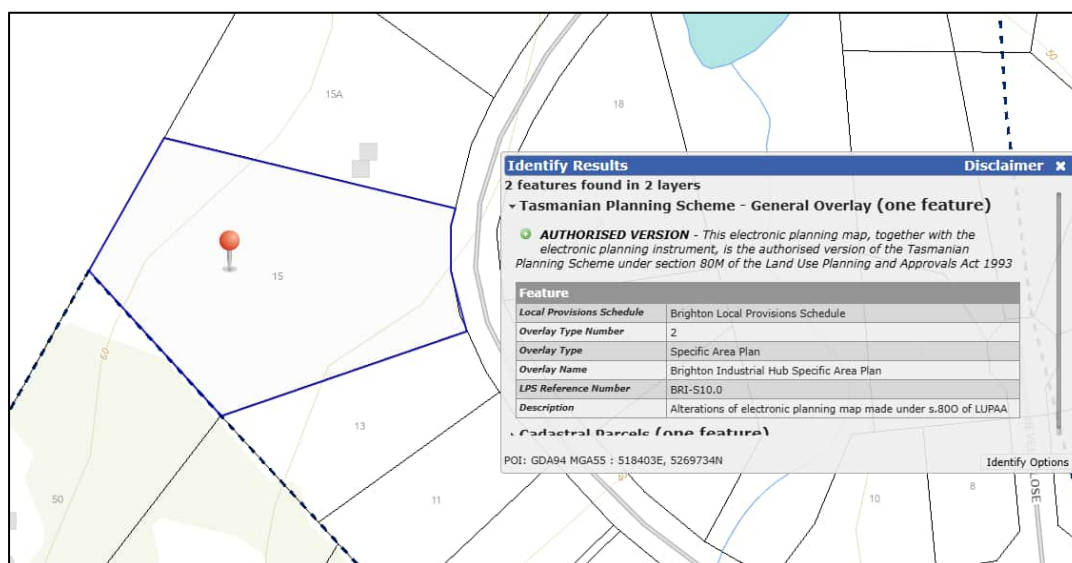 15A
18
50
Identify Results Disclaimer ×
2 features found in 2 layers
Tasmanian Planning Scheme - General Overlay (one feature)
AUTHORISED VERSION - This electronic planning map, together with the
electronic planning instrument, is the authorised version of the Tasmanian
Planning Scheme under section 80M of the Land Use Planning and Approvals Act 1993
Feature
Local Provisions Schedule Brighton Local Provisions Schedule
Overlay Type Number 2
Overlay Type Specific Area Plan
Overlay Name Brighton Industrial Hub Specific Area Plan
LPS Reference Number BRI-S10.0
Description Alterations of electronic planning map made under s.80O of LUPAA
Cadastral Parcels (one feature)
POI: GDA94 MGA55 : 518403E, 5269734N Identify Options
15
60
13
50
11
40
10
8
LOSE